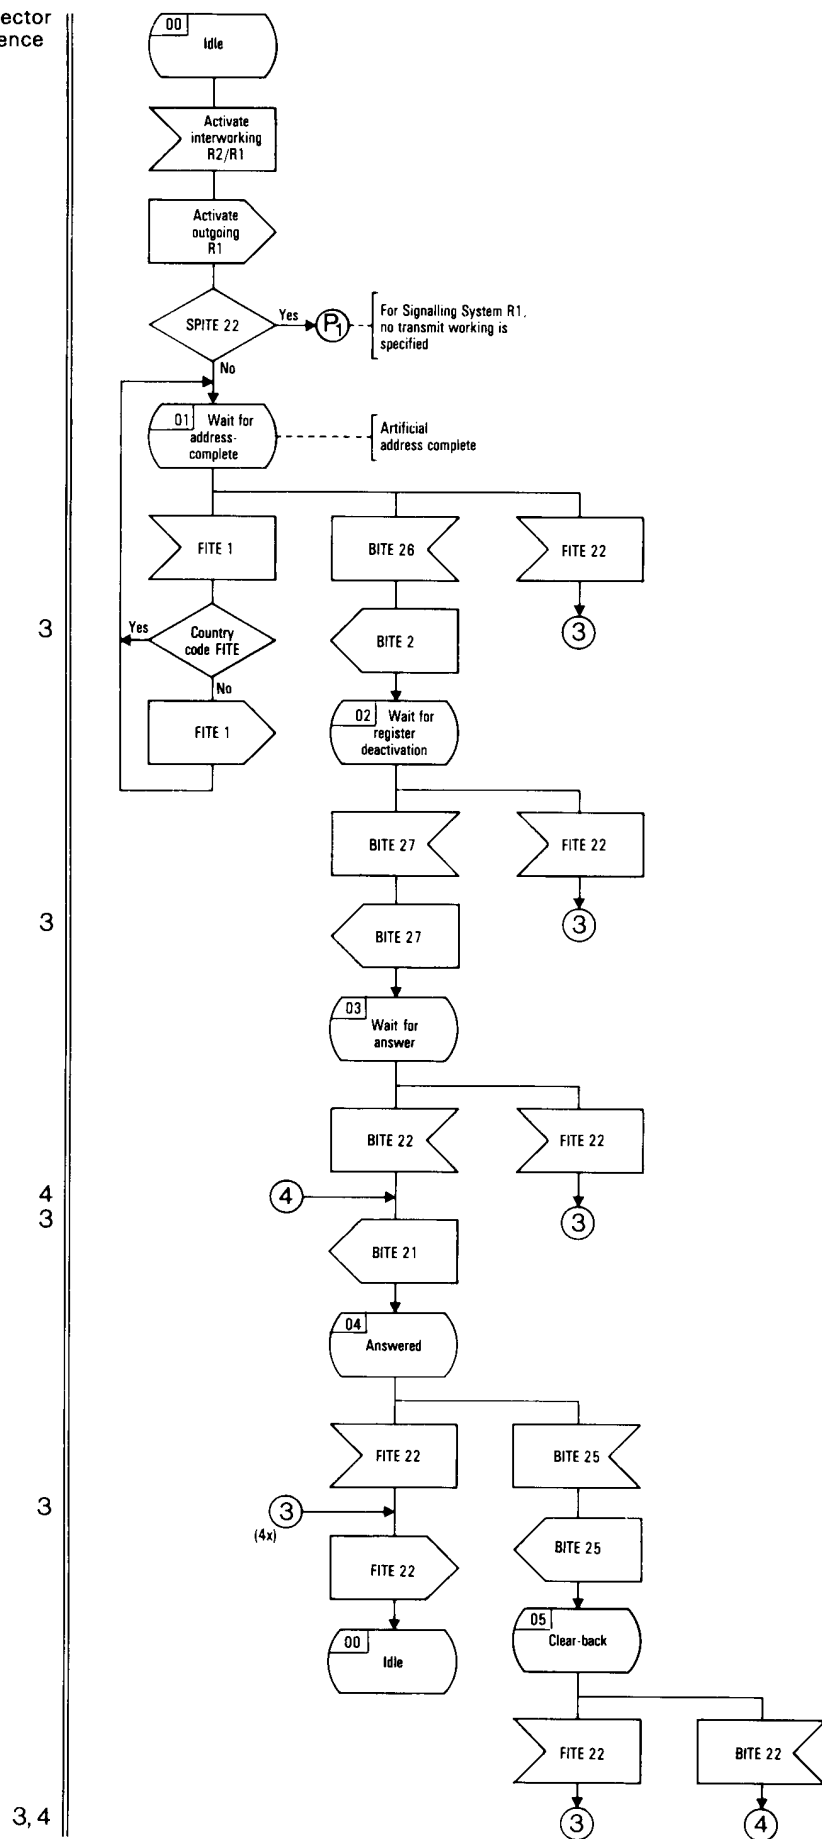 ector
ence
00
Idle
Activate
interworking
R2/R1
Activate
outgoing
R1
SPITE 22
Yes
P1
For Signalling System R1,
no transmit working is
specified
No
01 Wait for
address-
complete
Artificial
address complete
FITE 1
BITE 26
FITE 22
3
Yes
Country
code FITE
BITE 2
3
No
FITE 1
02 Wait for
register
deactivation
BITE 27
FITE 22
3
BITE 27
3
03
Wait for
answer
BITE 22
FITE 22
4
3
4
3
BITE 21
04
Answered
FITE 22
BITE 25
3
3
(4x)
FITE 22
BITE 25
00
Idle
05
Clear-back
FITE 22
BITE 22
3, 4
3
4